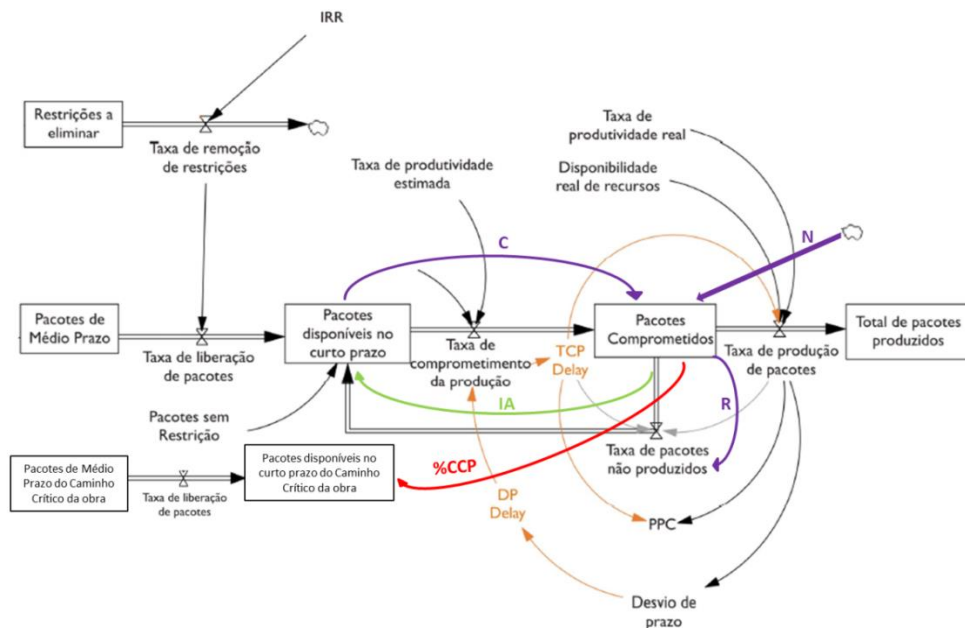 IRR
Restrições a
eliminar
Taxa de remoção
de restrições
Taxa de produtividade
estimada
Taxa de
produtividade real
Disponibilidade
real de recursos
C
N
Pacotes de
Médio Prazo
Taxa de liberação
de pacotes
Pacotes
disponíveis no
curto prazo
Taxa de
comprometimento
da produção
TCP
Delay
Pacotes
Comprometidos
Taxa de produção
de pacotes
Total de pacotes
produzidos
IA
R
Pacotes sem
Restrição
Taxa de pacotes
não produzidos
Pacotes de Médio
Prazo do Caminho
Crítico da obra
Taxa de liberação
de pacotes
Pacotes disponíveis no
curto prazo do Caminho
Crítico da obra
%CCP
DP
Delay
PPC
Desvio de
prazo